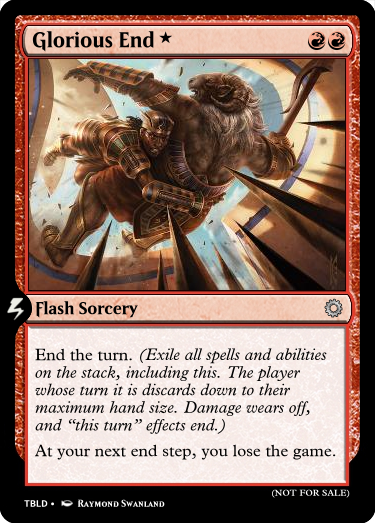 Glorious End ★
Flash Sorcery
End the turn. (Exile all spells and abilities
on the stack, including this. The player
whose turn it is discards down to their
maximum hand size. Damage wears off,
and “this turn” effects end.)
At your next end step, you lose the game.
(NOT FOR SALE)
TBLD • RAYMOND SWANLAND